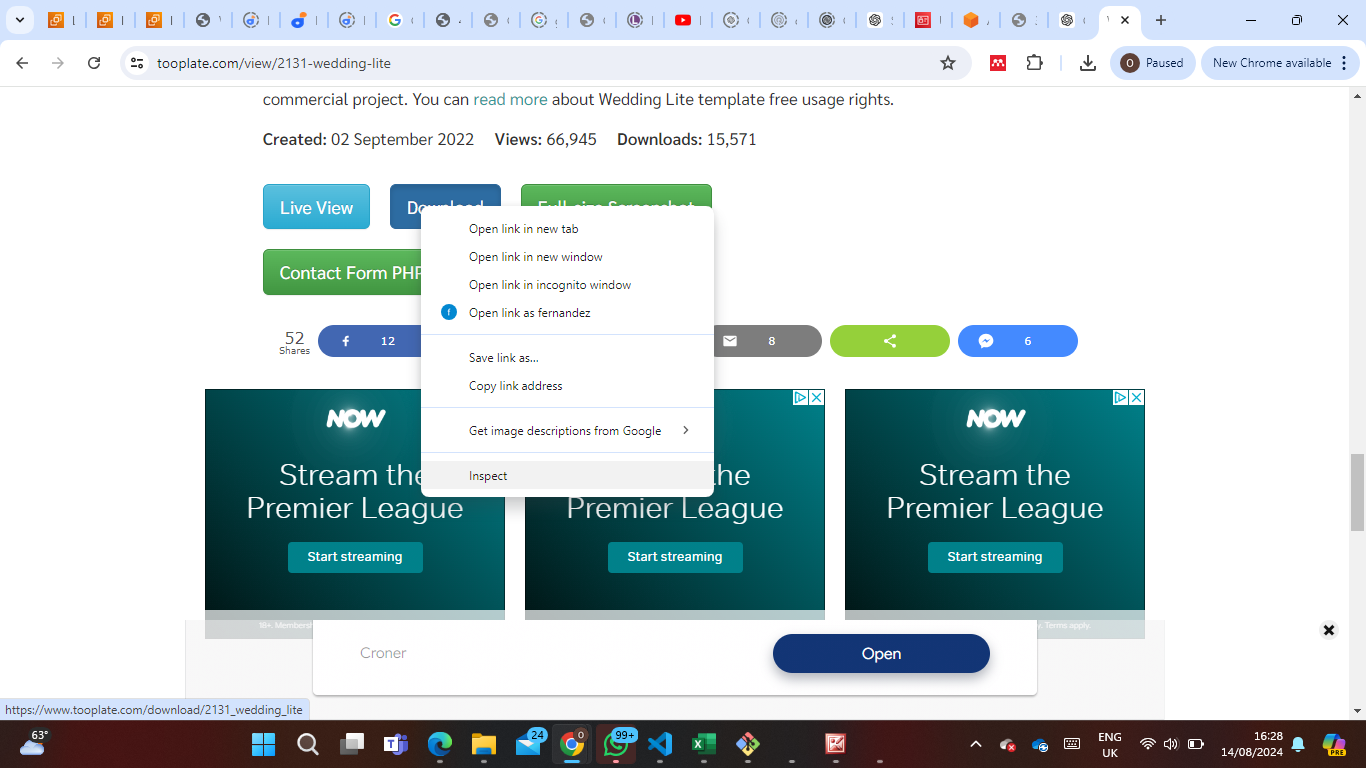 tooplate.com/view/2131-wedding-lite
Paused
New Chrome available
commercial project. You can read more about Wedding Lite template free usage rights.
Created: 02 September 2022 Views: 66,945 Downloads: 15,571
Live View
Download
Full-size Screenshot
Open link in new tab
Open link in new window
Open link in incognito window
Open link as fernandez
Save link as...
Copy link address
Get image descriptions from Google
Inspect
Contact Form PHP
52
Shares
12
8
6
NOW
Stream the
Premier League
Start streaming
the
Premier League
Start streaming
NOW
Stream the
Premier League
Start streaming
Terms apply.
Croner
Open
https://www.tooplate.com/download/2131_wedding_lite
63°
24
99+
ENG
UK
16:28
14/08/2024
PRE